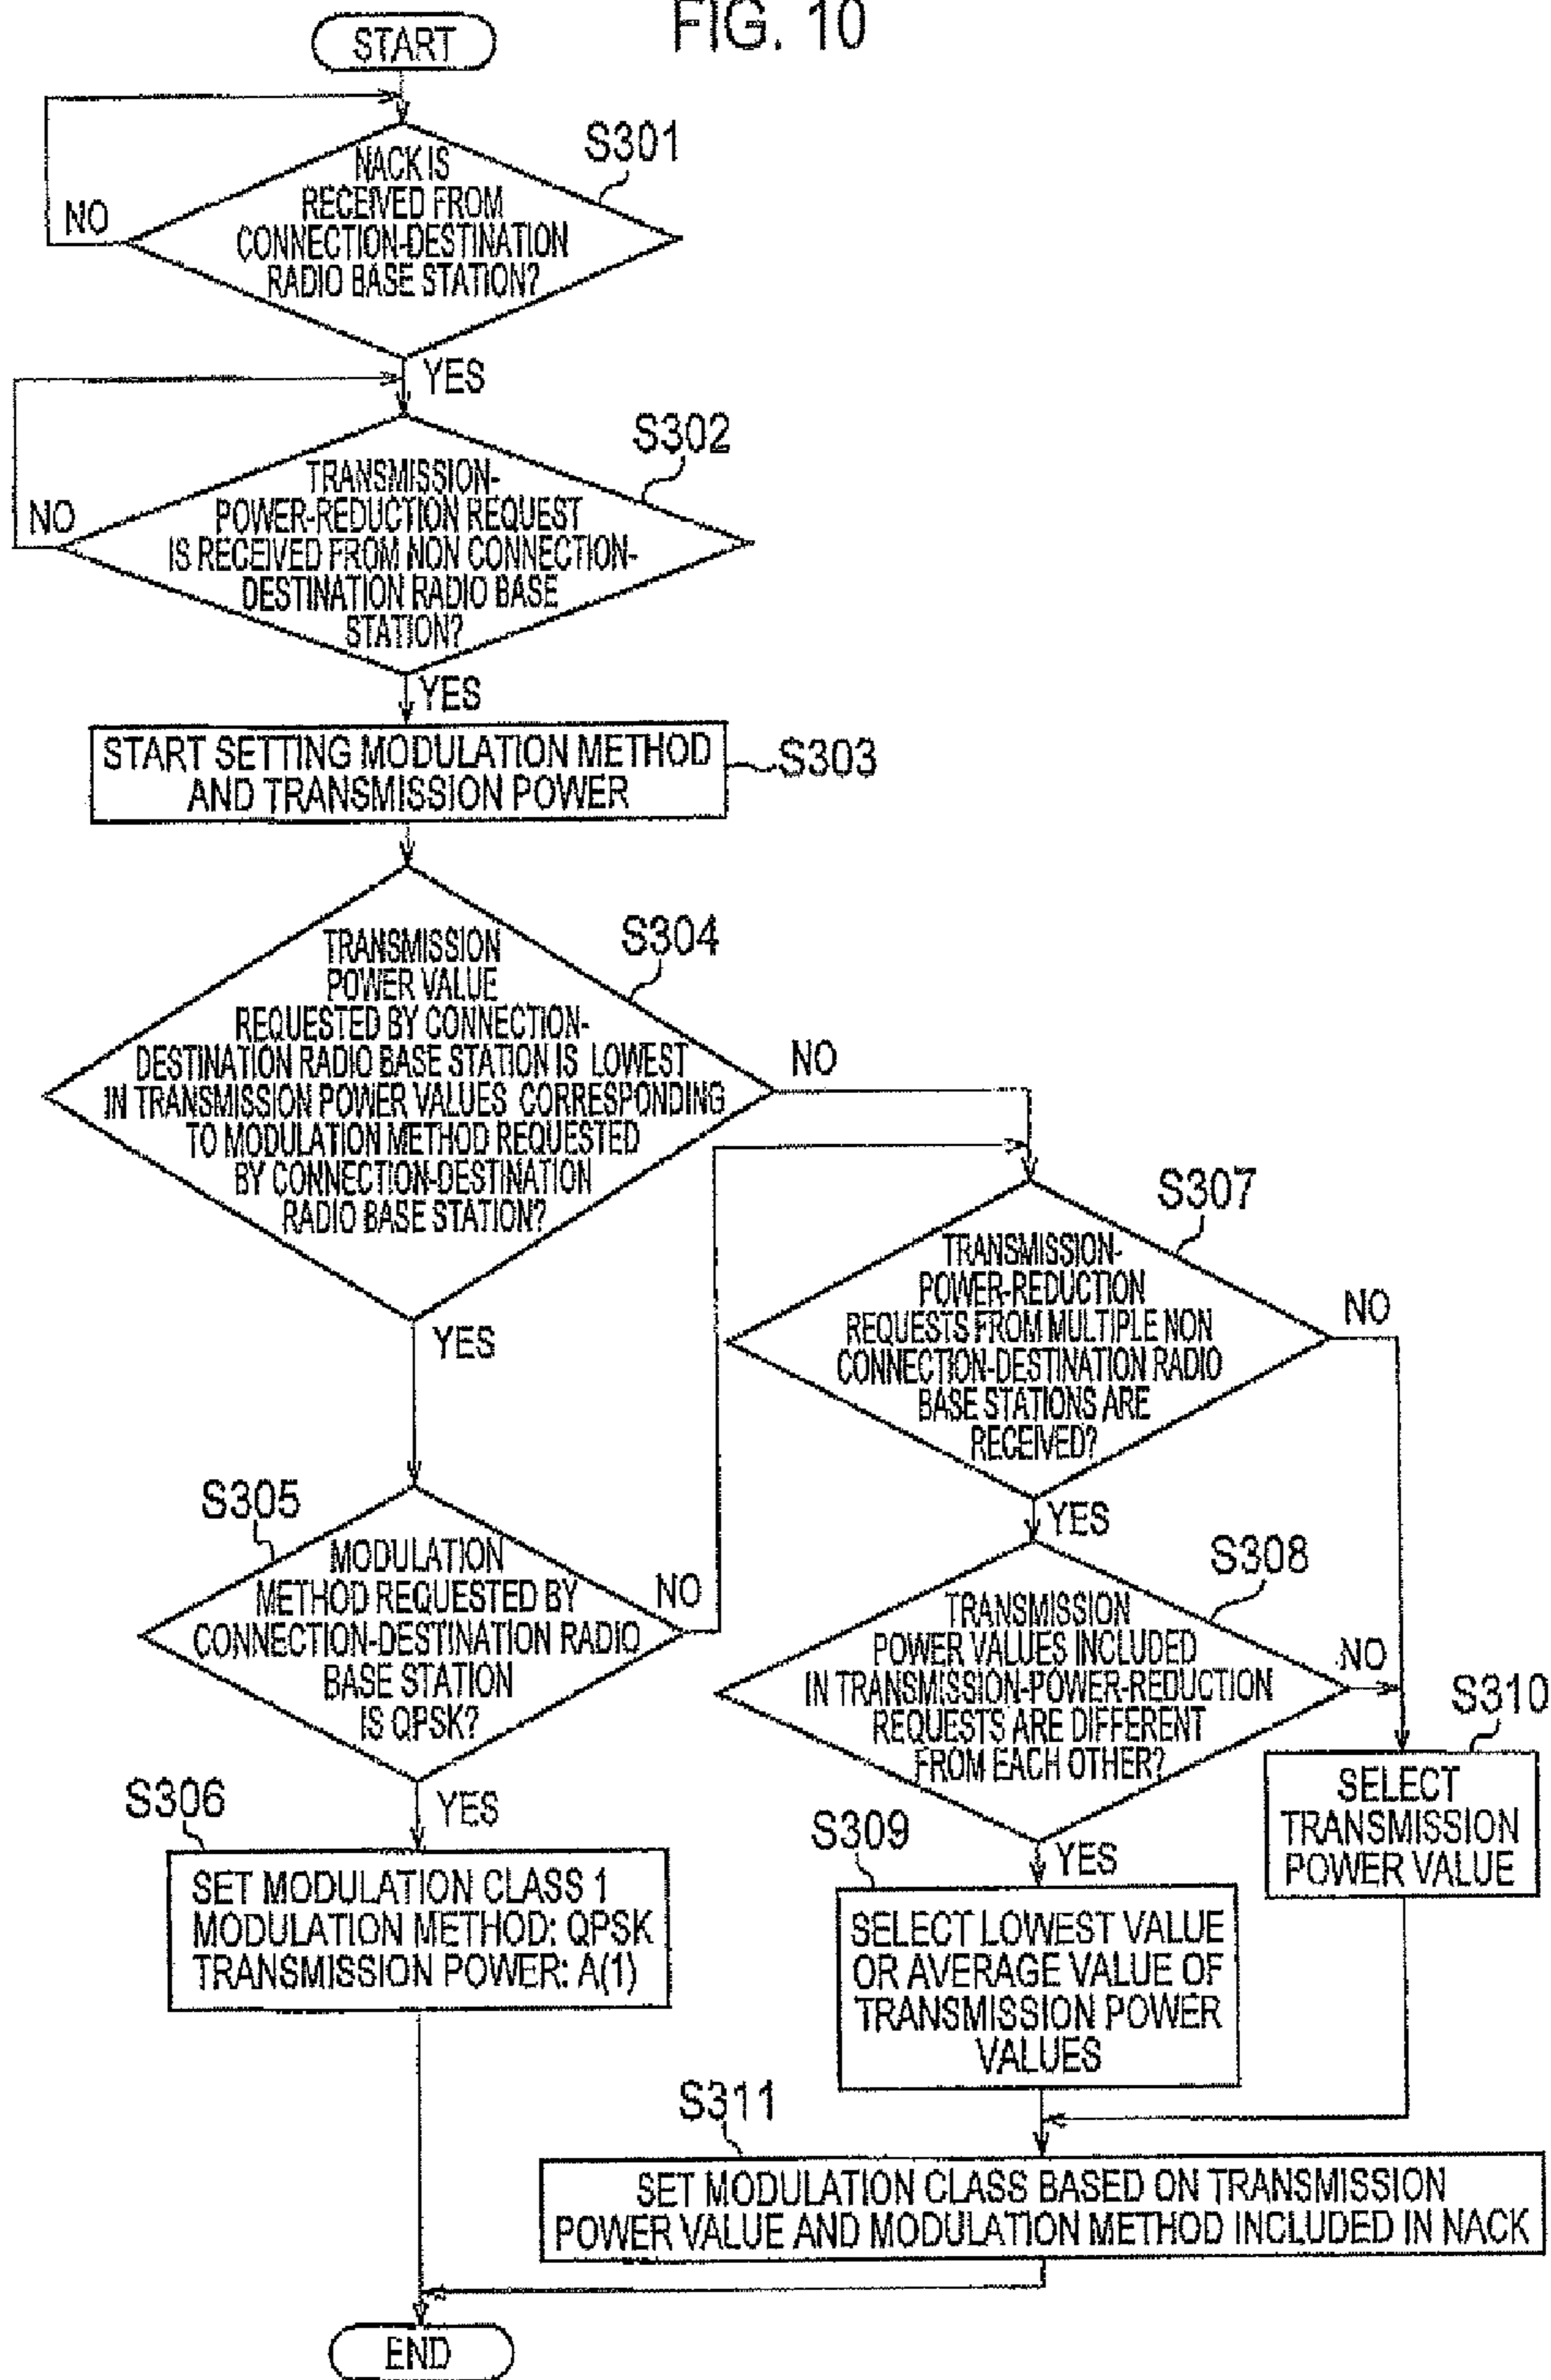 FIG. 10
START
S301
NACK IS
RECEIVED FROM
CONNECTION-DESTINATION
RADIO BASE STATION?
NO
YES
S302
TRANSMISSION-
POWER-REDUCTION REQUEST
IS RECEIVED FROM NON CONNECTION-
DESTINATION RADIO BASE
STATION?
NO
YES
START SETTING MODULATION METHOD
AND TRANSMISSION POWER
S303
S304
TRANSMISSION
POWER VALUE
REQUESTED BY CONNECTION-
DESTINATION RADIO BASE STATION IS LOWEST
IN TRANSMISSION POWER VALUES CORRESPONDING
TO MODULATION METHOD REQUESTED
BY CONNECTION-DESTINATION
RADIO BASE STATION?
NO
YES
S305
MODULATION
METHOD REQUESTED BY
CONNECTION-DESTINATION RADIO
BASE STATION
IS QPSK?
NO
YES
S306
SET MODULATION CLASS 1
MODULATION METHOD: QPSK
TRANSMISSION POWER: A(1)
S307
TRANSMISSION-
POWER-REDUCTION
REQUESTS FROM MULTIPLE NON
CONNECTION-DESTINATION RADIO
BASE STATIONS ARE
RECEIVED?
NO
YES
S308
TRANSMISSION
POWER VALUES INCLUDED
IN TRANSMISSION-POWER-REDUCTION
REQUESTS ARE DIFFERENT
FROM EACH OTHER?
NO
YES
S309
SELECT LOWEST VALUE
OR AVERAGE VALUE OF
TRANSMISSION POWER
VALUES
S310
SELECT
TRANSMISSION
POWER VALUE
S311
SET MODULATION CLASS BASED ON TRANSMISSION
POWER VALUE AND MODULATION METHOD INCLUDED IN NACK
END